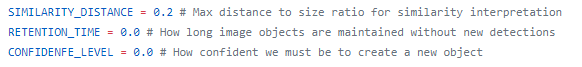 SIMILARITY_DISTANCE = 0.2 # Max distance to size ratio for similarity interpretation
RETENTION_TIME = 0.0 # How long image objects are maintained without new detections
CONFIDENFE_LEVEL = 0.0 # How confident we must be to create a new object